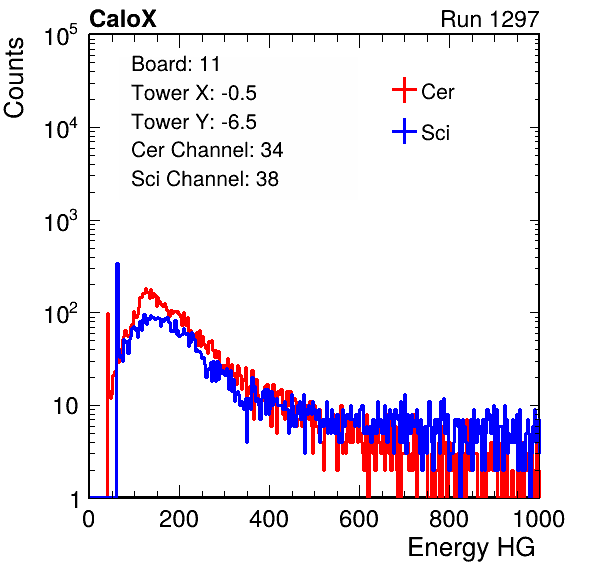 CaloX Run 1297
Counts
Board: 11
Tower X: -0.5
Tower Y: -6.5
Cer Channel: 34
Sci Channel: 38
Cer
Sci
10^5
10^4
10^3
10^2
10
1
0 200 400 600 800 1000
Energy HG